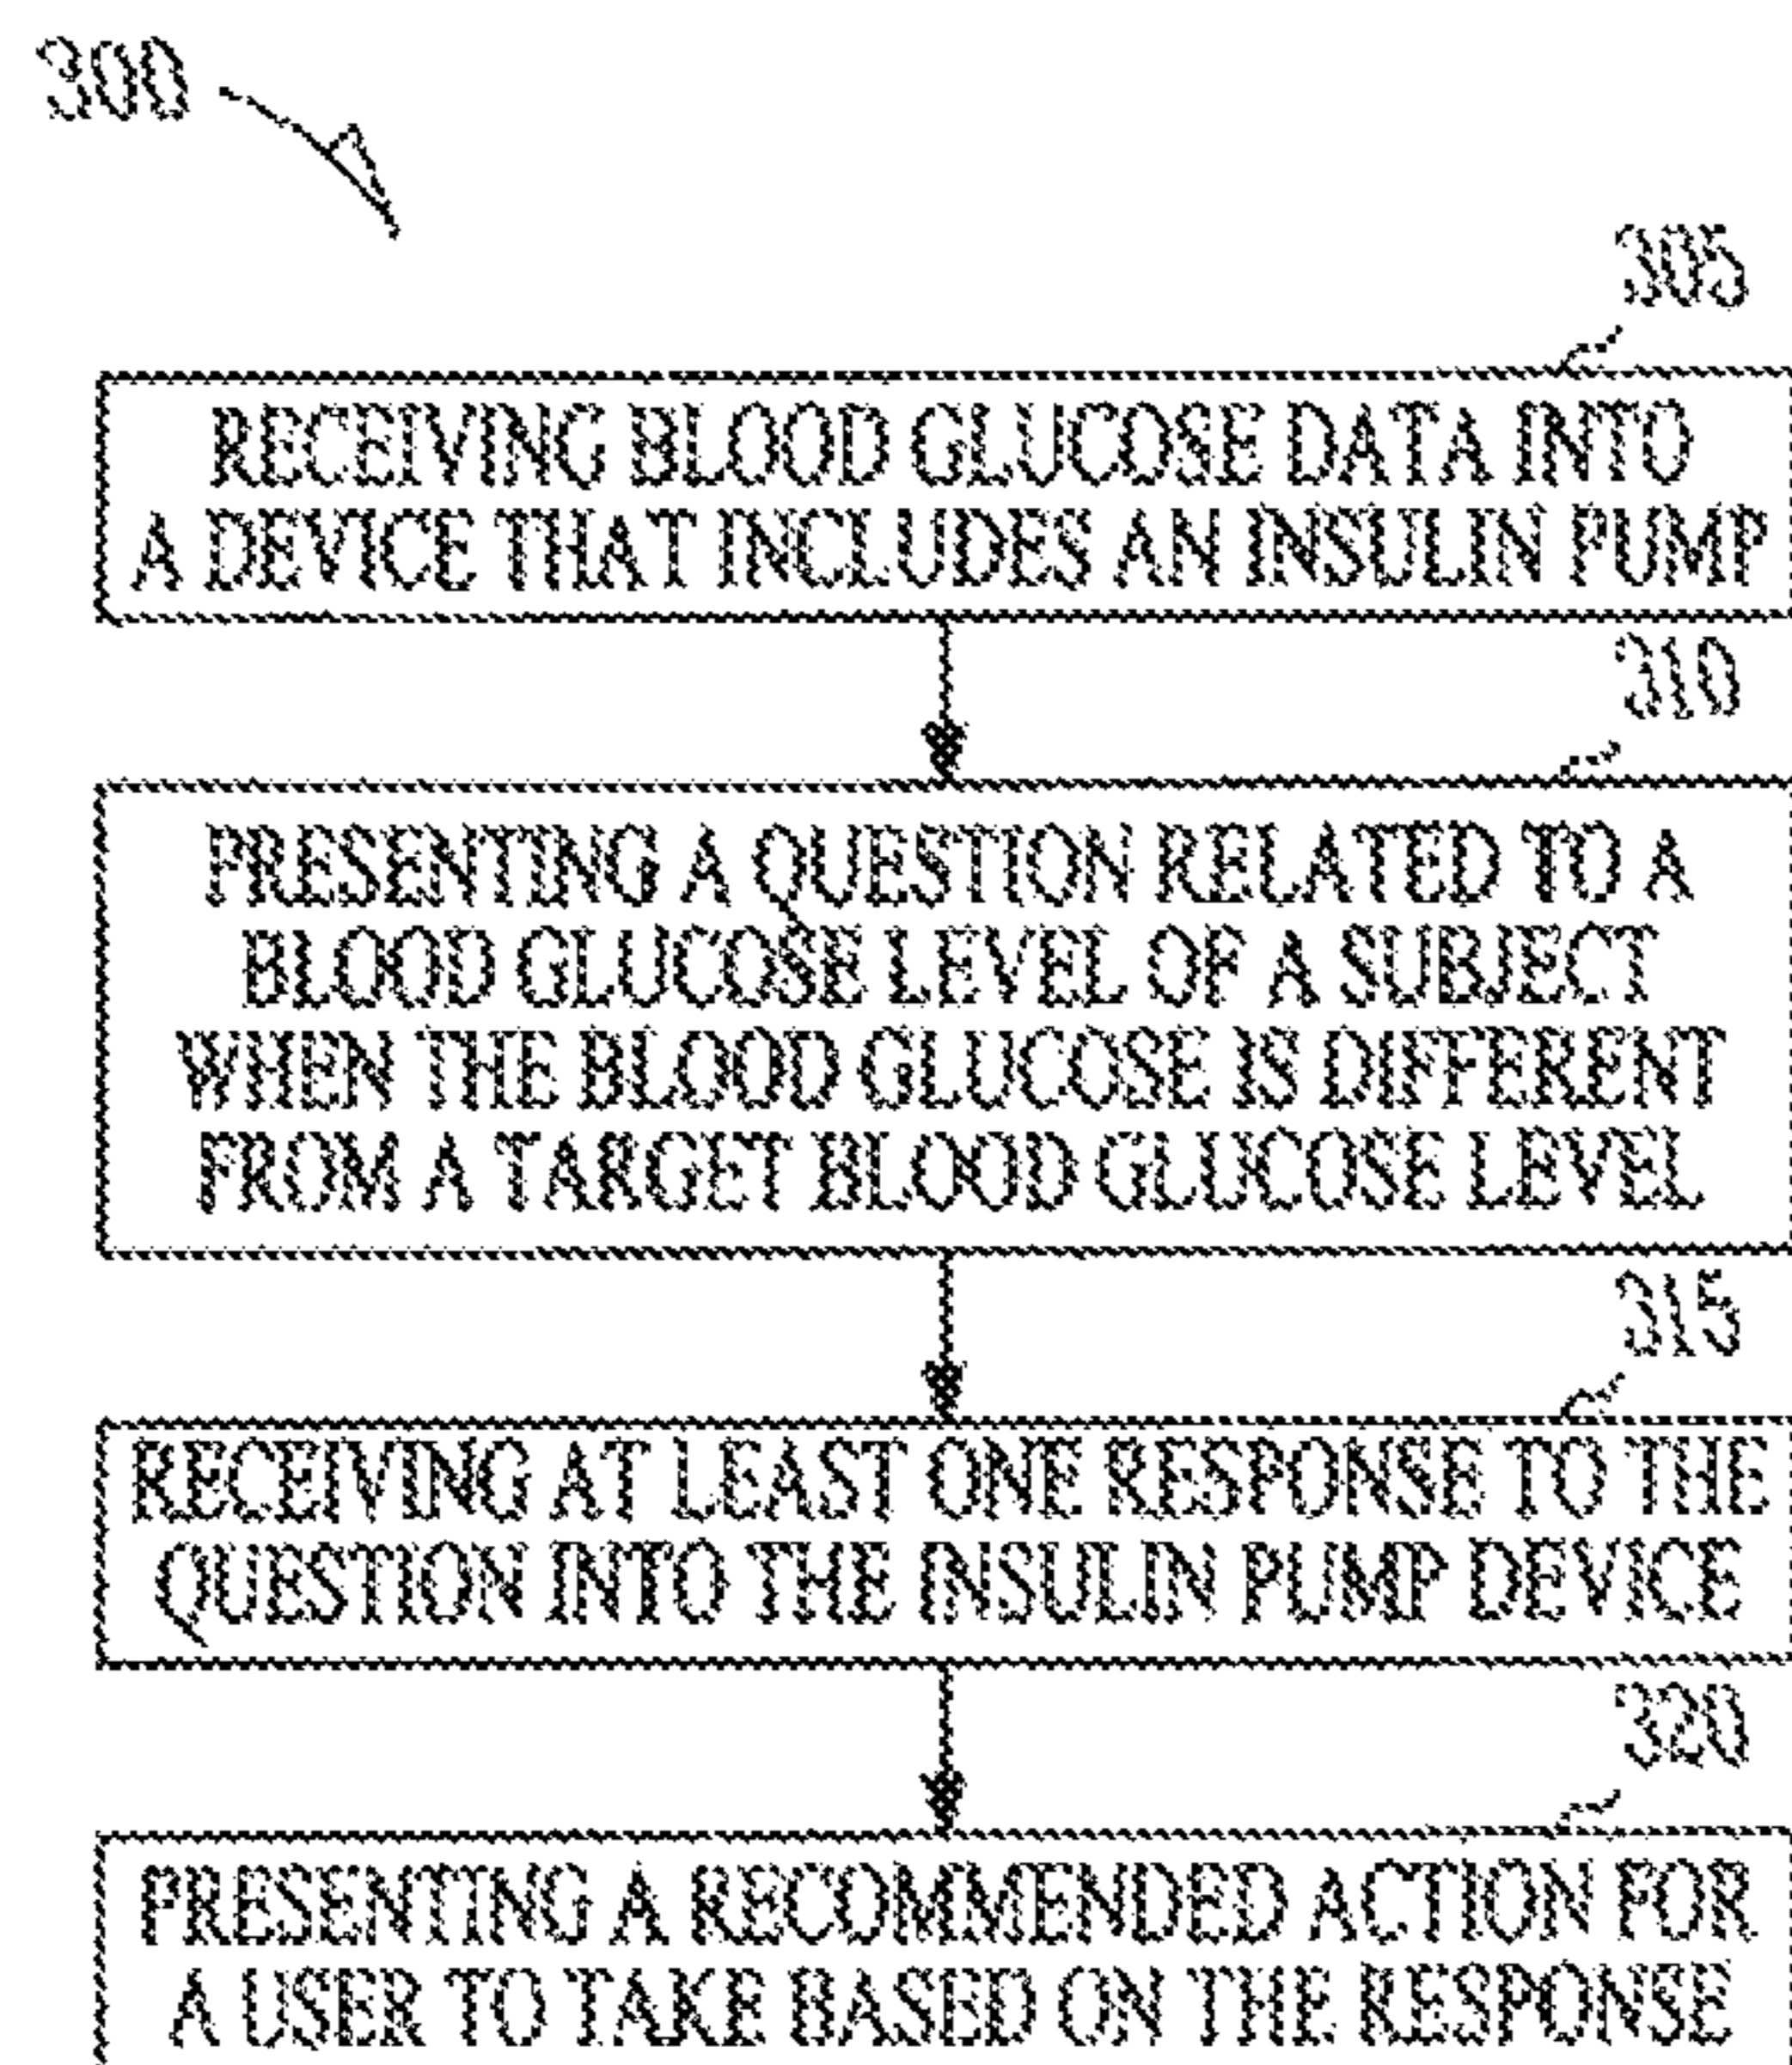 300
305
RECEIVING BLOOD GLUCOSE DATA INTO
A DEVICE THAT INCLUDES AN INSULIN PUMP
310
PRESENTING A QUESTION RELATED TO A
BLOOD GLUCOSE LEVEL OF A SUBJECT
WHEN THE BLOOD GLUCOSE IS DIFFERENT
FROM A TARGET BLOOD GLUCOSE LEVEL
315
RECEIVING AT LEAST ONE RESPONSE TO THE
QUESTION INTO THE INSULIN PUMP DEVICE
320
PRESENTING A RECOMMENDED ACTION FOR
A USER TO TAKE BASED ON THE RESPONSE